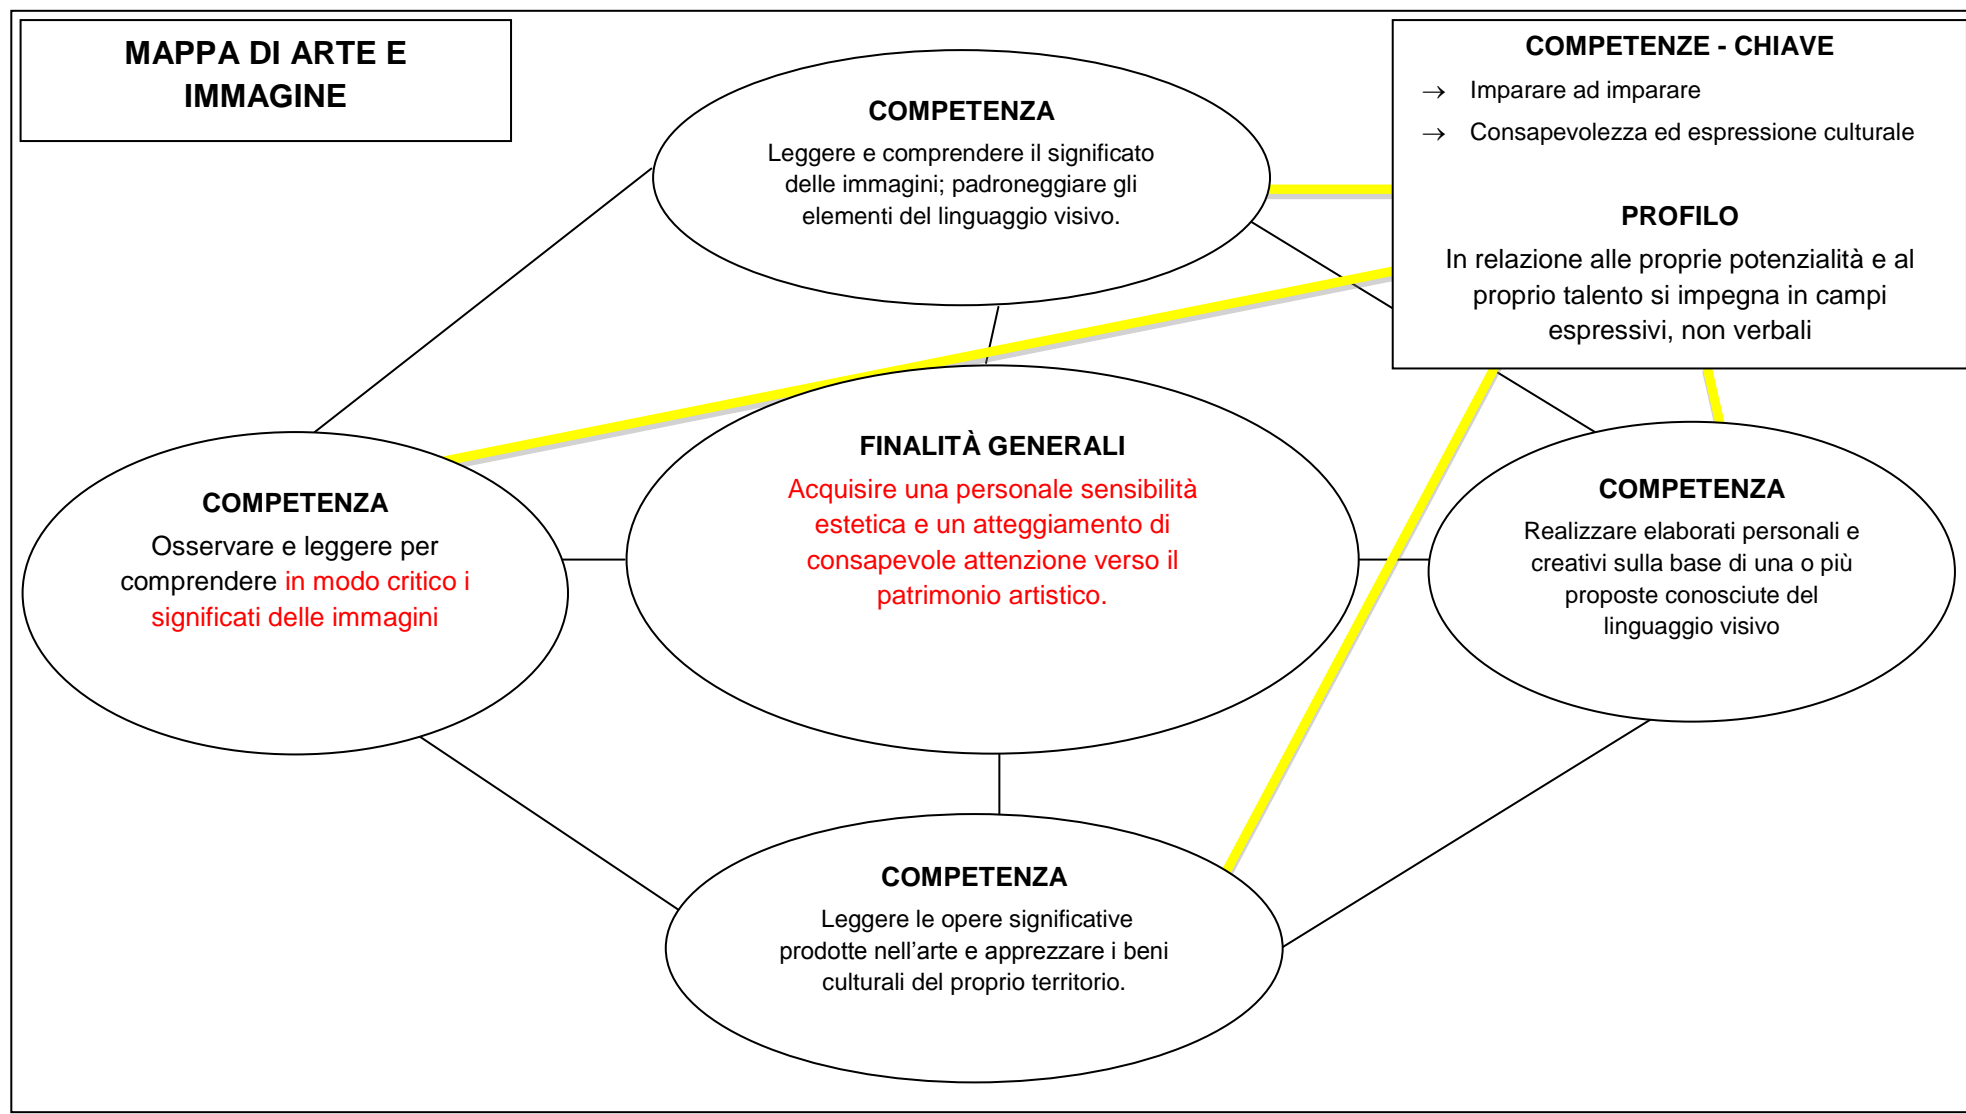 MAPPA DI ARTE E
IMMAGINE
COMPETENZE - CHIAVE
→ Imparare ad imparare
→ Consapevolezza ed espressione culturale
PROFILO
In relazione alle proprie potenzialità e al
proprio talento si impegna in campi
espressivi, non verbali
COMPETENZA
Leggere e comprendere il significato
delle immagini; padroneggiare gli
elementi del linguaggio visivo.
COMPETENZA
Osservare e leggere per
comprendere in modo critico i
significati delle immagini
FINALITÀ GENERALI
Acquisire una personale sensibilità
estetica e un atteggiamento di
consapevole attenzione verso il
patrimonio artistico.
COMPETENZA
Realizzare elaborati personali e
creativi sulla base di una o più
proposte conosciute del
linguaggio visivo
COMPETENZA
Leggere le opere significative
prodotte nell’arte e apprezzare i beni
culturali del proprio territorio.